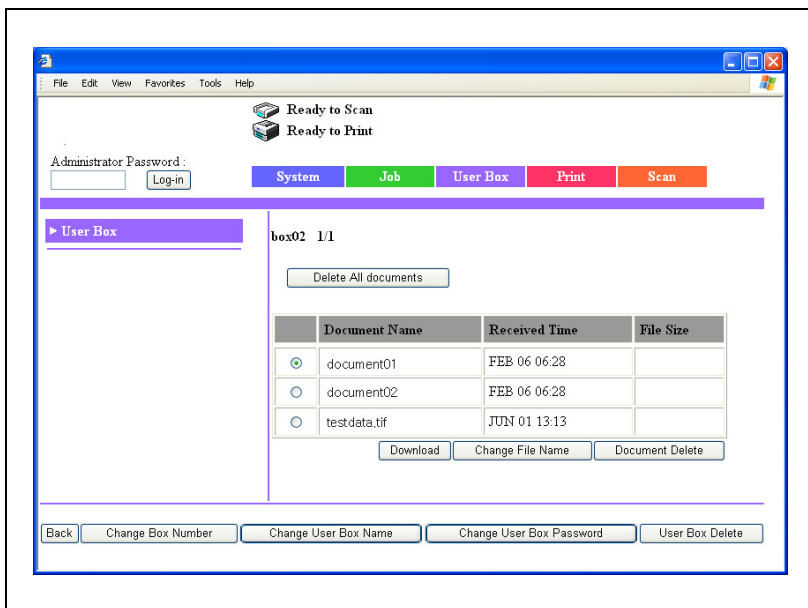 File Edit View Favorites Tools Help
Ready to Scan
Ready to Print
Administrator Password :
Log-in
System Job User Box Print Scan
User Box
box02 1/1
Delete All documents
Document Name Received Time File Size
document01 FEB 06 06:28
document02 FEB 06 06:28
testdata,tif JUN 01 13:13
Download Change File Name Document Delete
Back Change Box Number Change User Box Name Change User Box Password User Box Delete